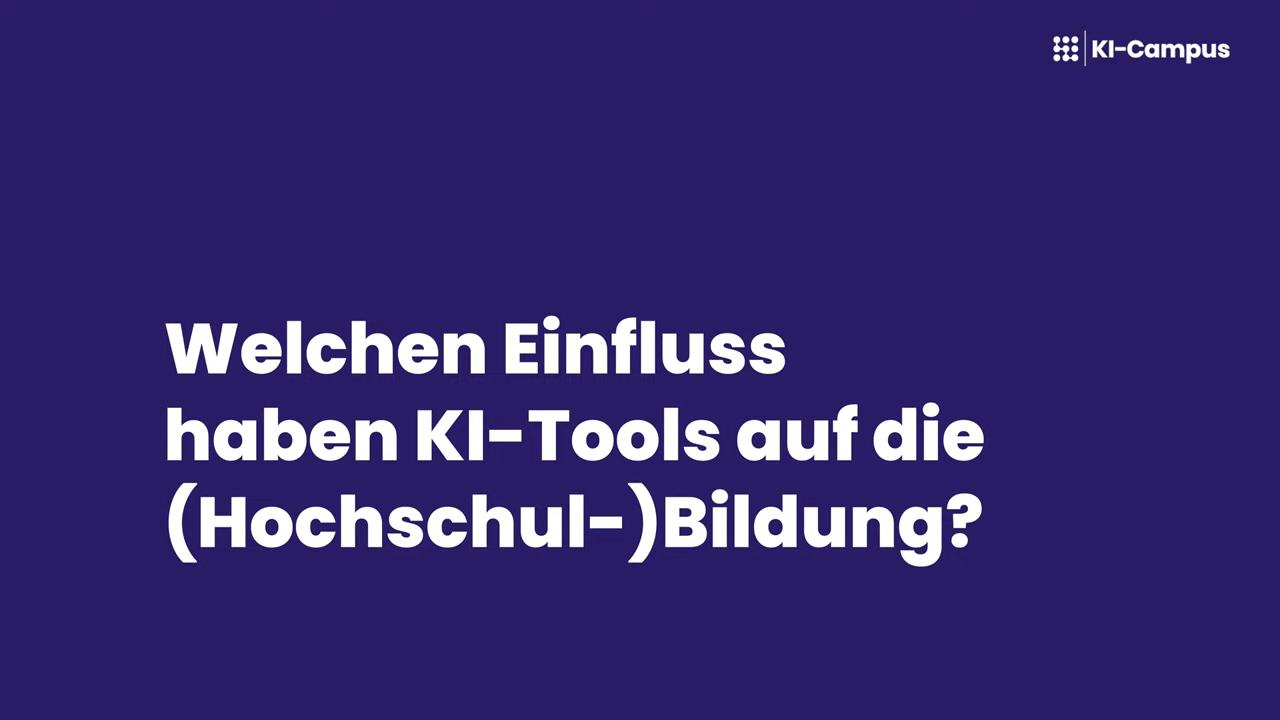 KI-Campus
Welchen Einfluss
haben KI-Tools auf die
(Hochschul-)Bildung?